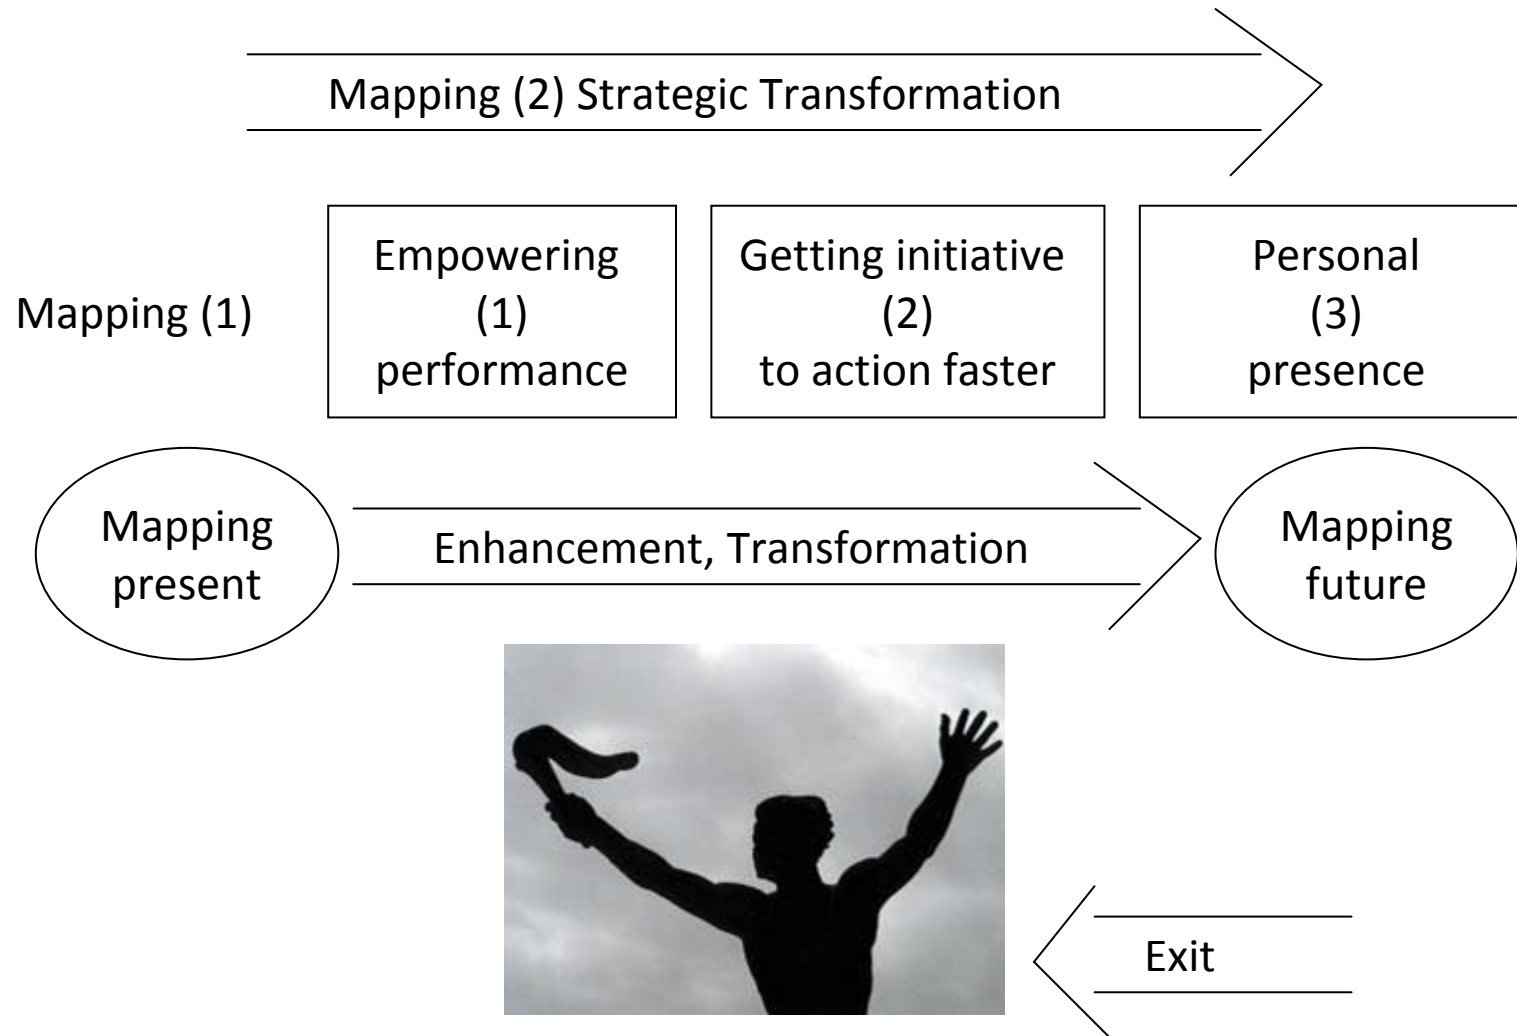 Mapping (2) Strategic Transformation
Mapping (1)
Empowering
(1)
performance
Getting initiative
(2)
to action faster
Personal
(3)
presence
Mapping
present
Enhancement, Transformation
Mapping
future
Exit